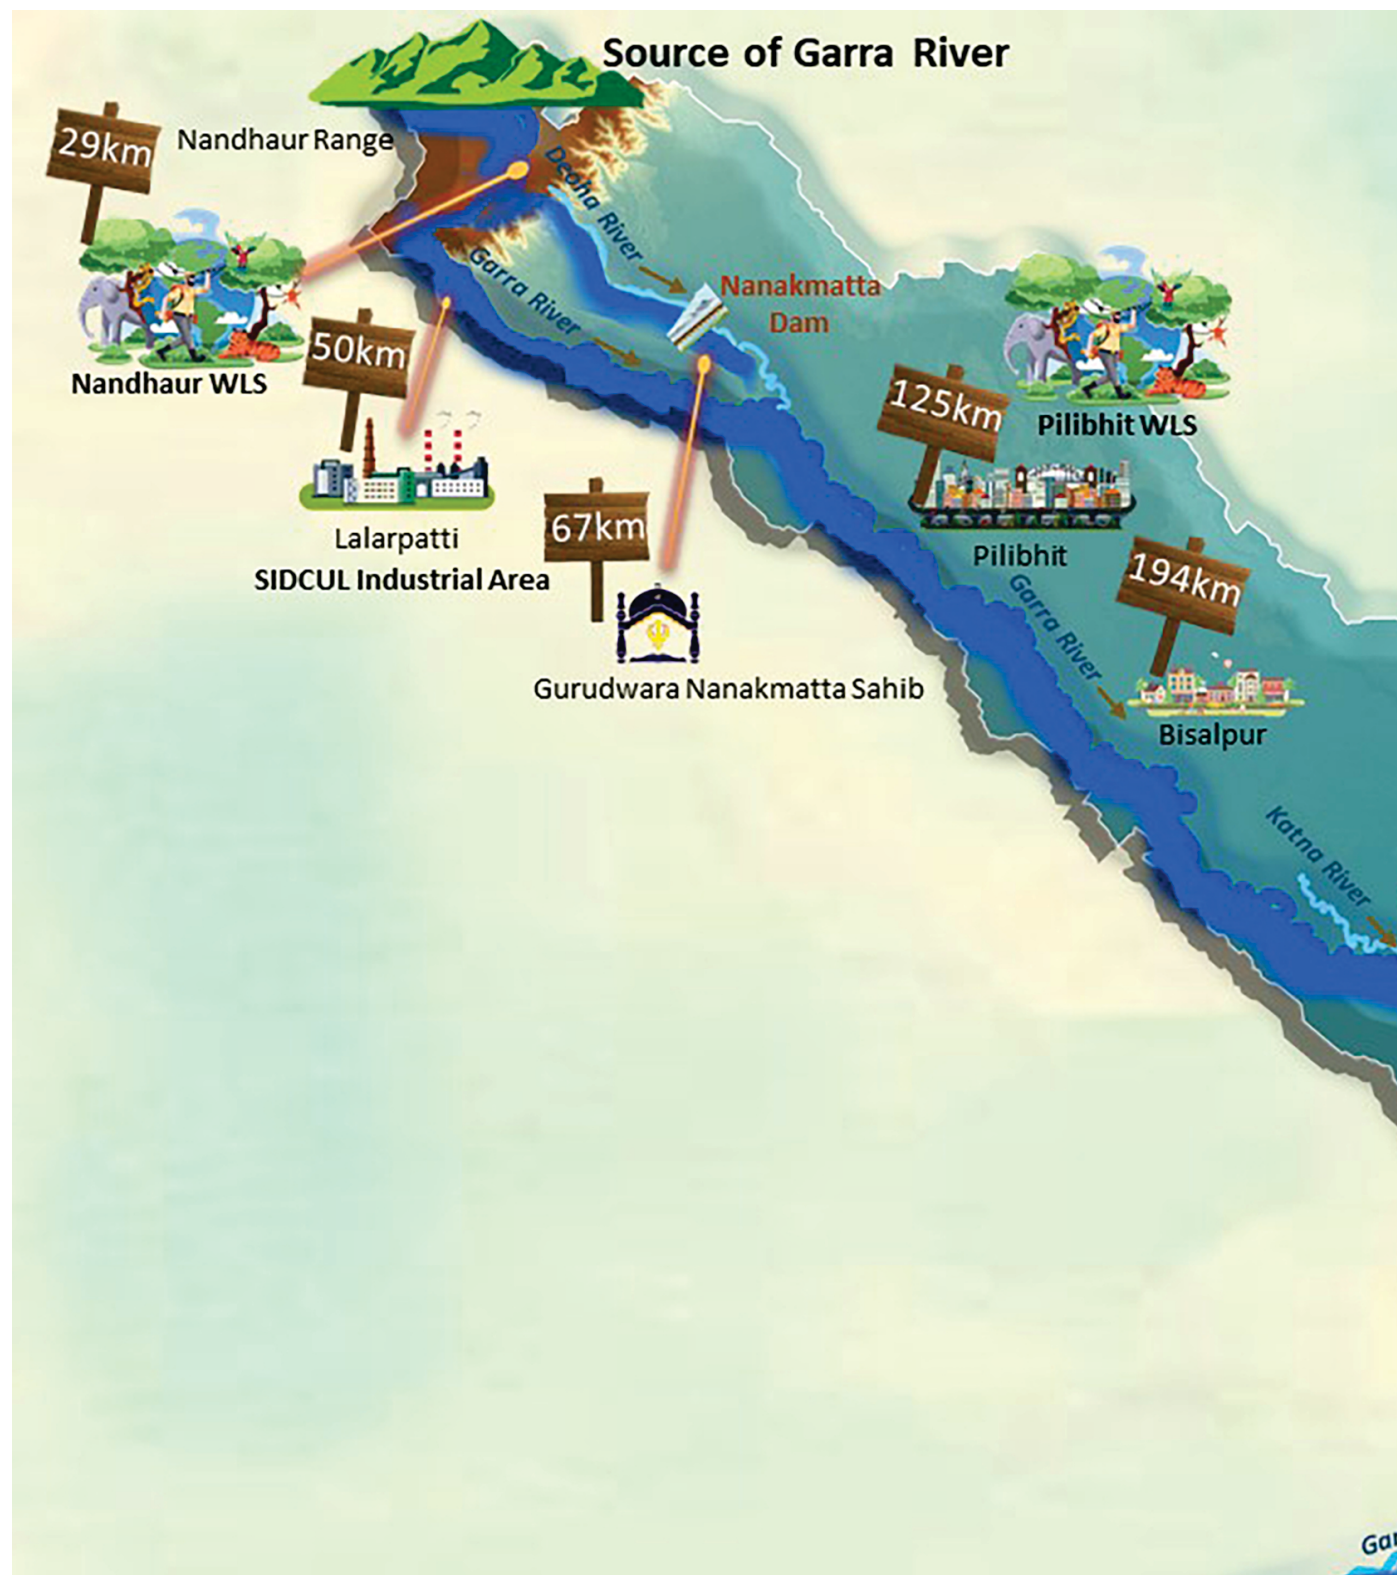 Source of Garra River
29km
Nandhaur Range
Deoha River
Garra River
Nanakmatta
Dam
Nandhaur WLS
50km
125km
Pilibhit WLS
67km
Lalarpatti
SIDCUL Industrial Area
Pilibhit
194km
Garra River
Gurudwara Nanakmatta Sahib
Bisalpur
Katna River